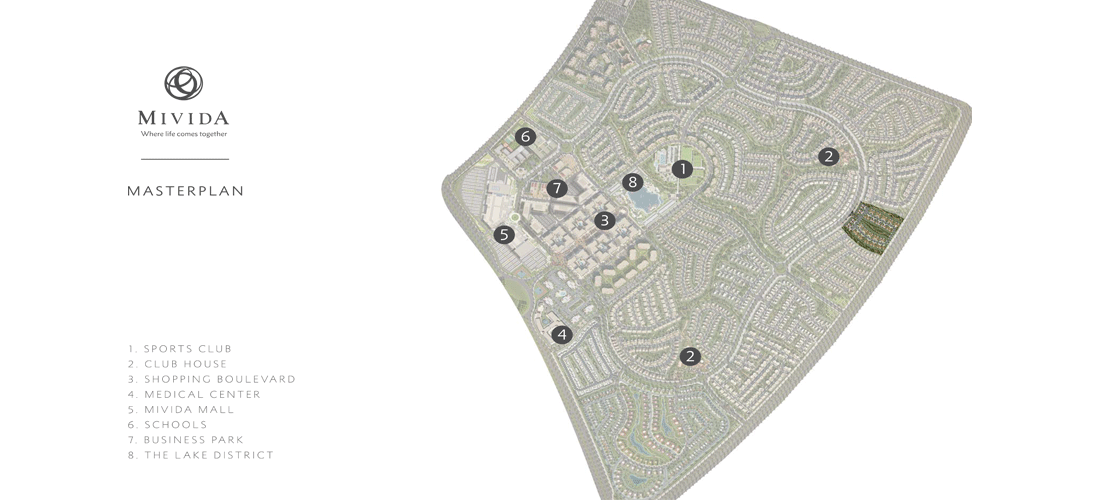 MIVIDA
Where life comes together
MASTERPLAN
1. SPORTS CLUB
2. CLUB HOUSE
3. SHOPPING BOULEVARD
4. MEDICAL CENTER
5. MIVIDA MALL
6. SCHOOLS
7. BUSINESS PARK
8. THE LAKE DISTRICT
6
1
2
7
8
3
5
4
2